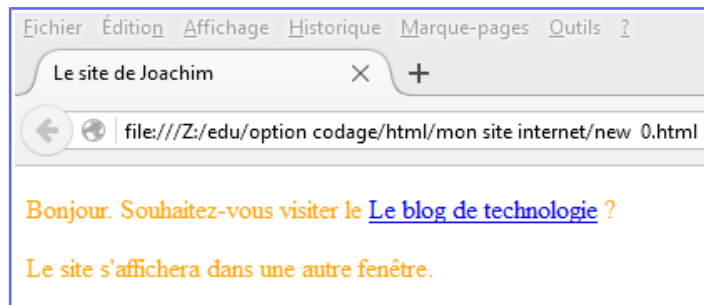 Fichier Édition Affichage Historique Marque-pages Outils ?
Le site de Joachim
file:///Z:/edu/option codage/html/mon site internet/new 0.html
Bonjour. Souhaitez-vous visiter le Le blog de technologie ?
Le site s'affichera dans une autre fenêtre.